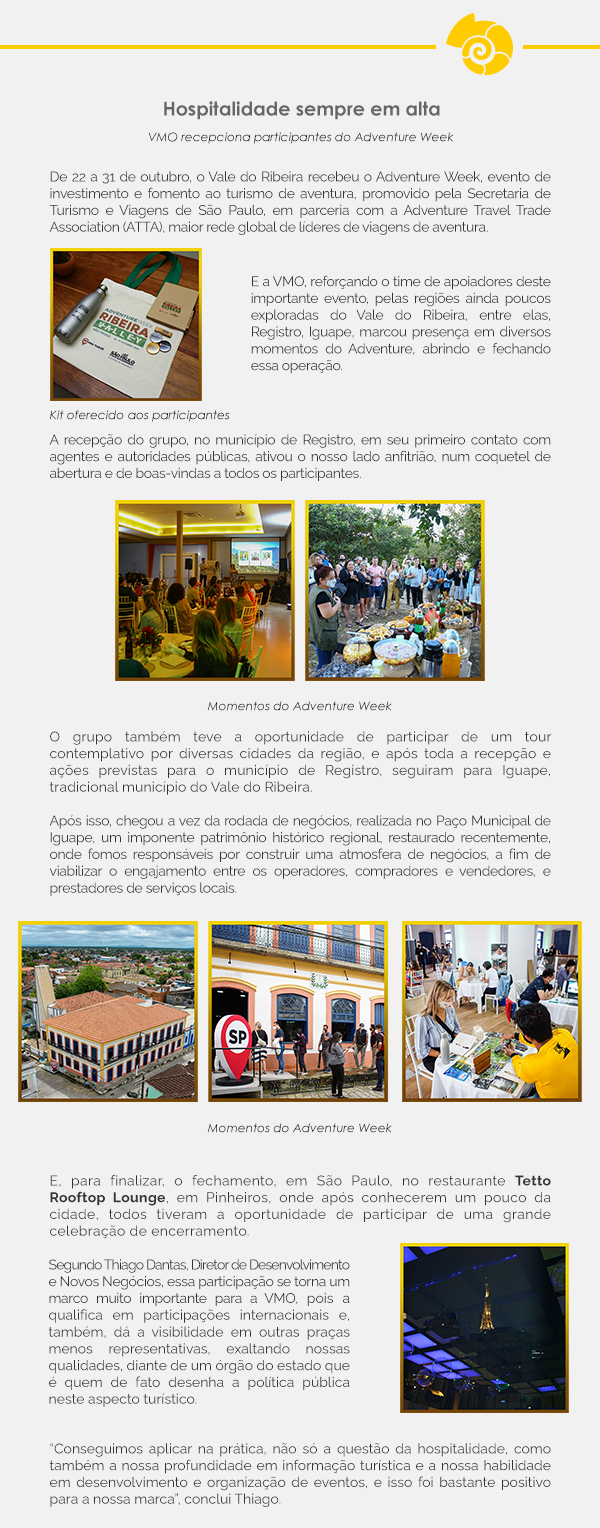 Hospitalidade sempre em alta
VMO recepciona participantes do Adventure Week
De 22 a 31 de outubro, o Vale do Ribeira recebeu o Adventure Week, evento de
investimento e fomento ao turismo de aventura, promovido pela Secretaria de
Turismo e Viagens de São Paulo, em parceria com a Adventure Travel Trade
Association (ATTA), maior rede global de líderes de viagens de aventura.
ADVENTURE WEEK
RIBEIRA
VALLEY
E a VMO, reforçando o time de apoiadores deste
importante evento, pelas regiões ainda poucos
exploradas do Vale do Ribeira, entre elas,
Registro, Iguape, marcou presença em diversos
momentos do Adventure, abrindo e fechando
essa operação.
Kit oferecido aos participantes
A recepção do grupo, no município de Registro, em seu primeiro contato com
agentes e autoridades públicas, ativou o nosso lado anfitrião, num coquetel de
abertura e de boas-vindas a todos os participantes.
Momentos do Adventure Week
O grupo também teve a oportunidade de participar de um tour
contemplativo por diversas cidades da região, e após toda a recepção e
ações previstas para o município de Registro, seguiram para Iguape,
tradicional município do Vale do Ribeira.
Após isso, chegou a vez da rodada de negócios, realizada no Paço Municipal de
Iguape, um imponente patrimônio histórico regional, restaurado recentemente,
onde fomos responsáveis por construir uma atmosfera de negócios, a fim de
viabilizar o engajamento entre os operadores, compradores e vendedores, e
prestadores de serviços locais.
SP
Momentos do Adventure Week
E, para finalizar, o fechamento, em São Paulo, no restaurante Tetto
Rooftop Lounge, em Pinheiros, onde após conhecerem um pouco da
cidade, todos tiveram a oportunidade de participar de uma grande
celebração de encerramento.
Segundo Thiago Dantas, Diretor de Desenvolvimento
e Novos Negócios, essa participação se torna um
marco muito importante para a VMO, pois a
qualifica em participações internacionais e,
também, dá a visibilidade em outras praças
menos representativas, exaltando nossas
qualidades, diante de um órgão do estado que
é quem de fato desenha a política pública
neste aspecto turístico.
“Conseguimos aplicar na prática, não só a questão da hospitalidade, como
também a nossa profundidade em informação turística e a nossa habilidade
em desenvolvimento e organização de eventos, e isso foi bastante positivo
para a nossa marca”, conclui Thiago.